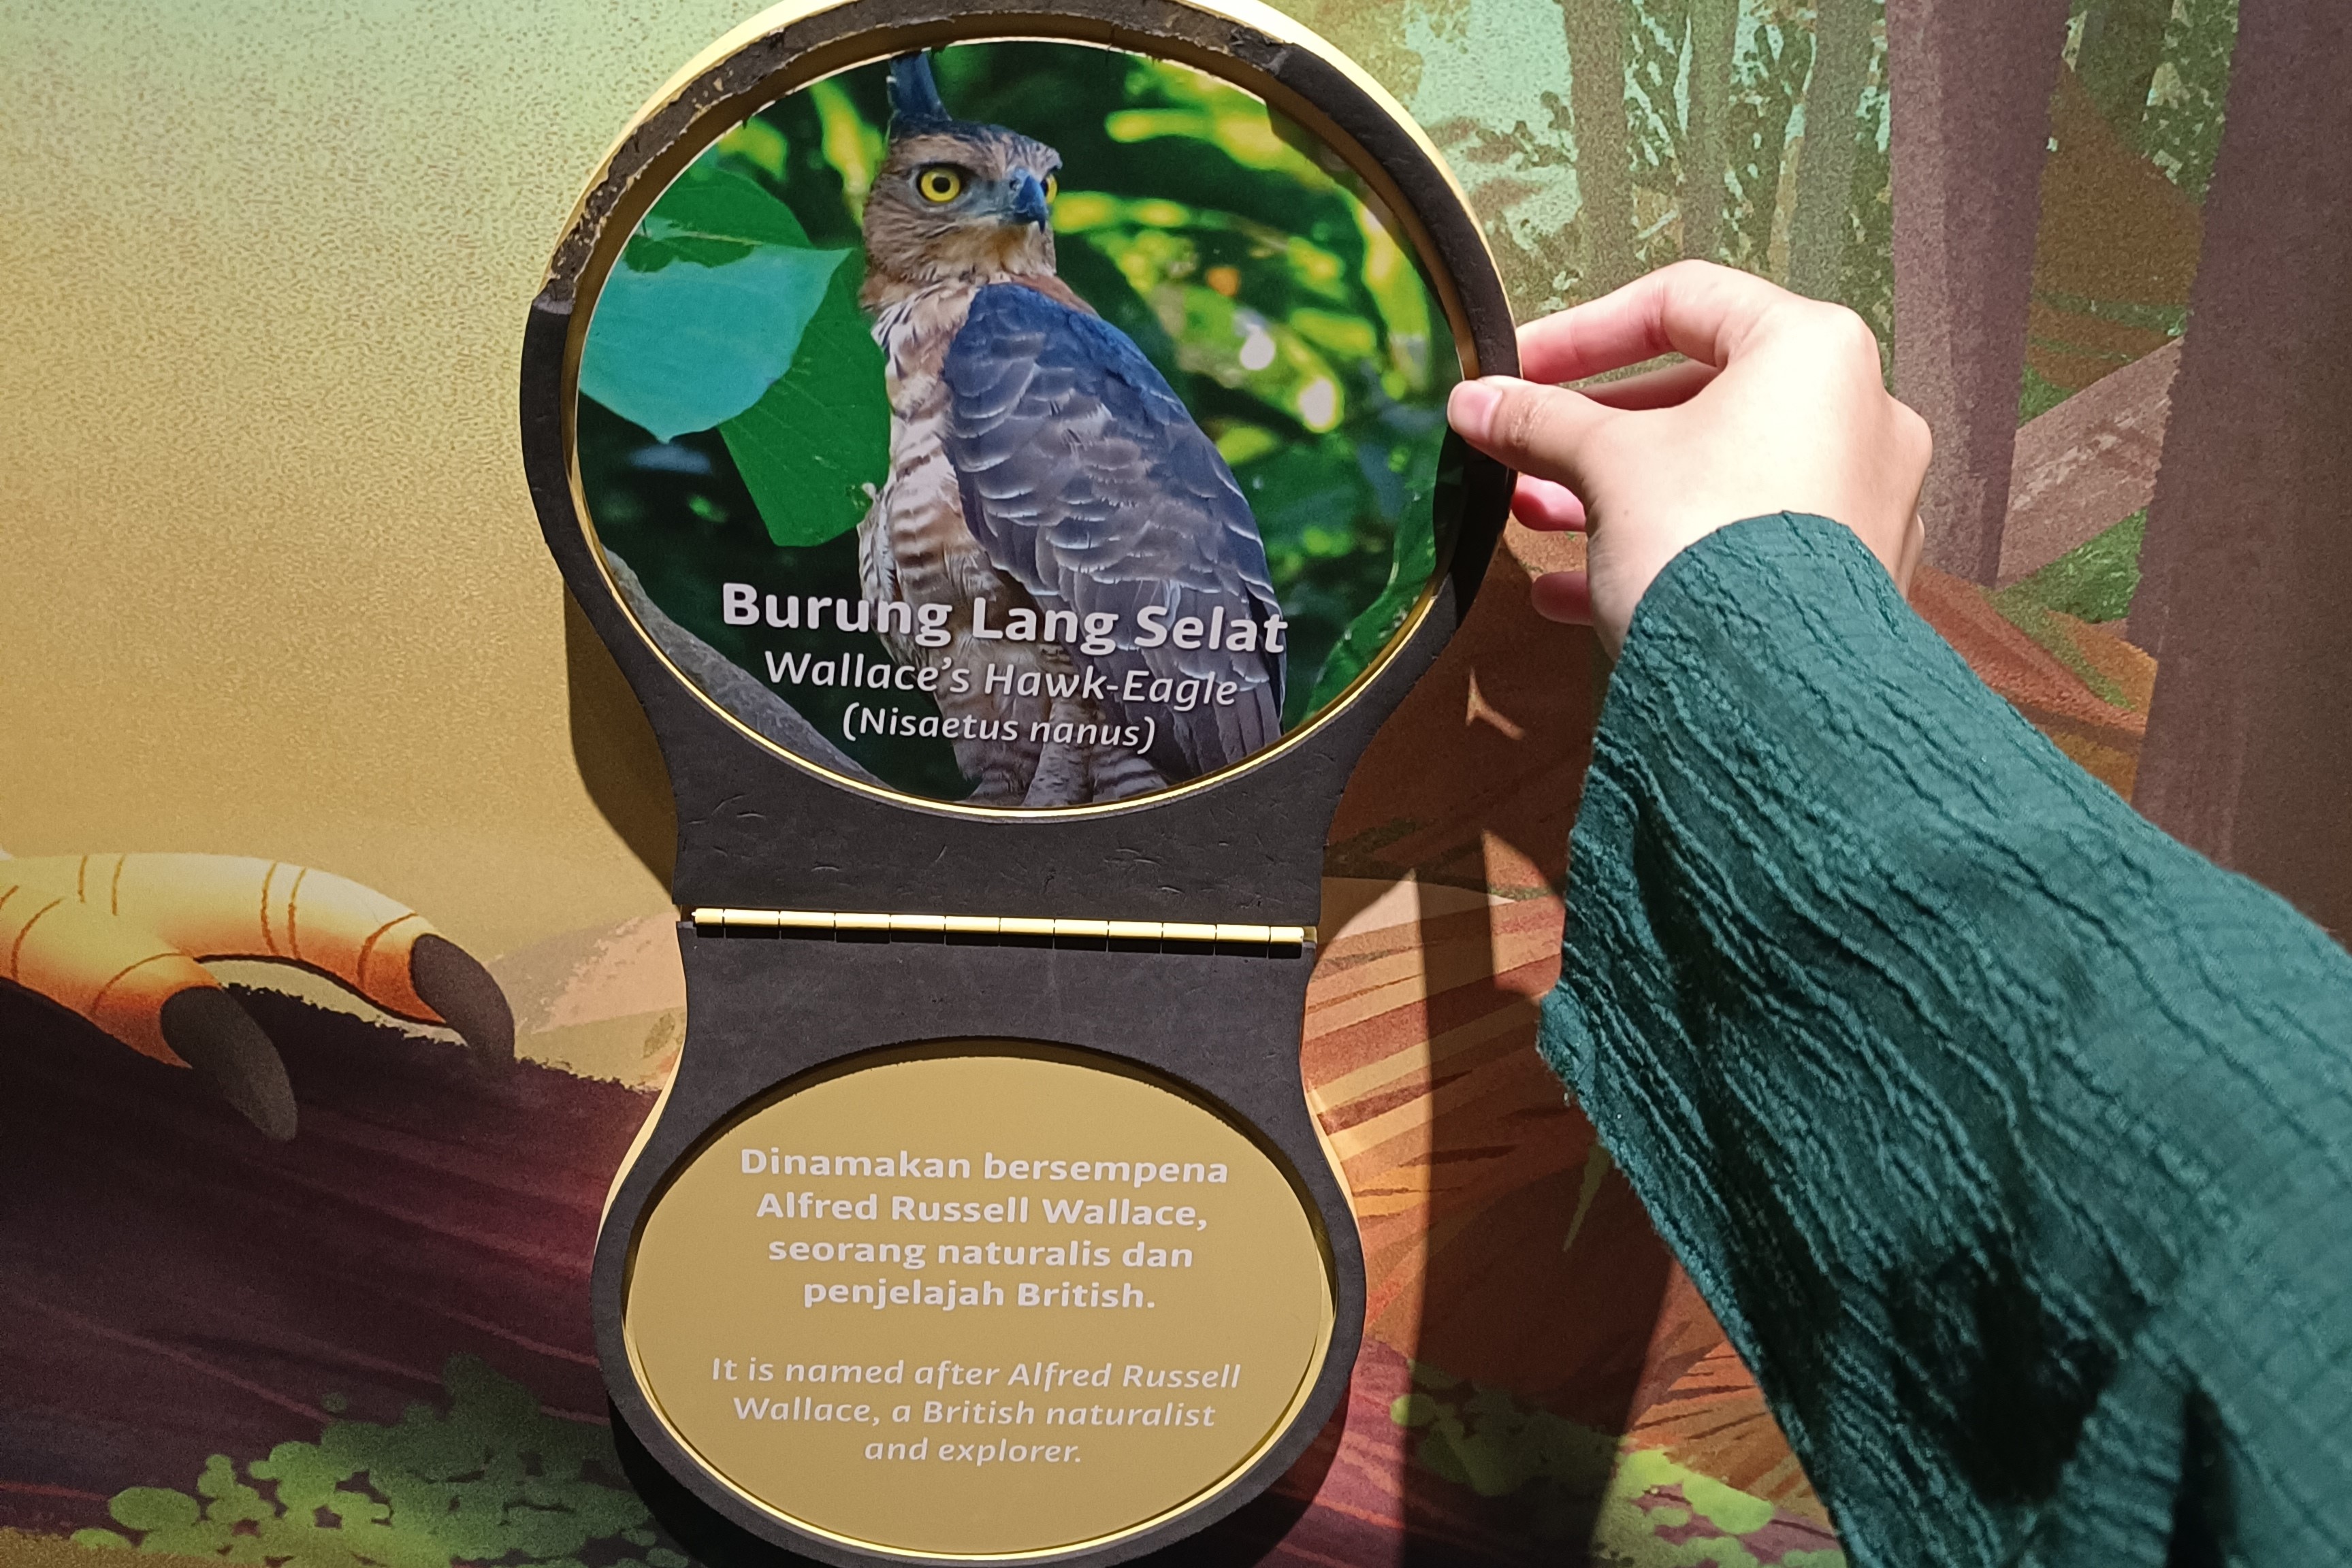 Burung Lang Selat
Wallace's Hawk-Eagle
(Nisaetus nanus)
Dinamakan bersempena
Alfred Russell Wallace,
seorang naturalis dan
penjelajah British.
It is named after Alfred Russell
Wallace, a British naturalist
and explorer.